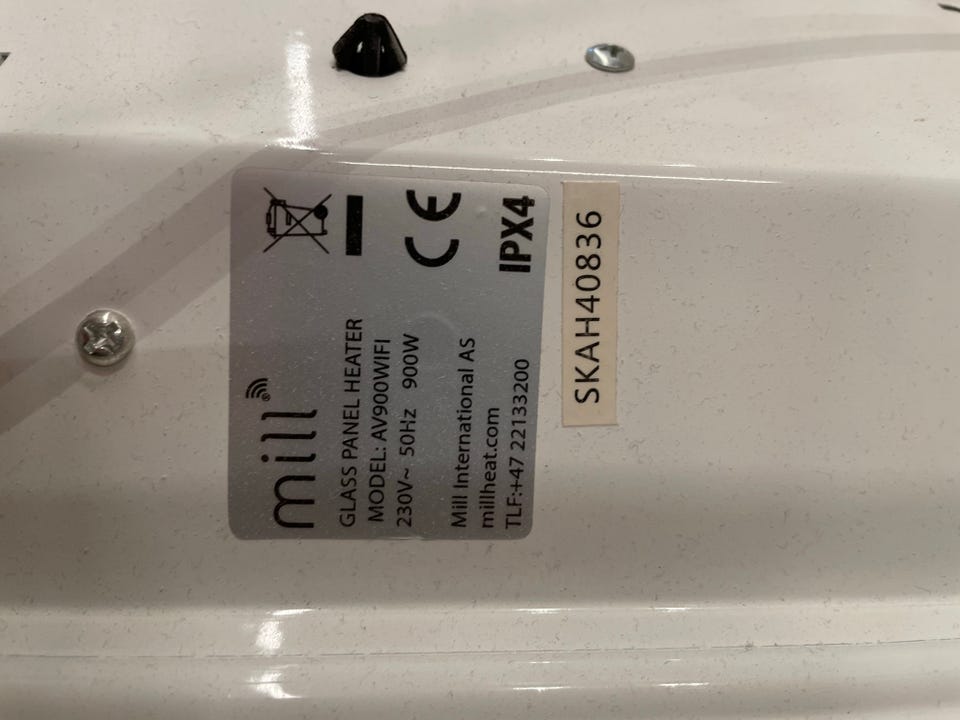 mill
GLASS PANEL HEATER
MODEL: AV900WIFI
230V~ 50Hz 900W
Mill International AS
millheat.com
TLF:+47 22133200
CE
IPX4
SKAH40836